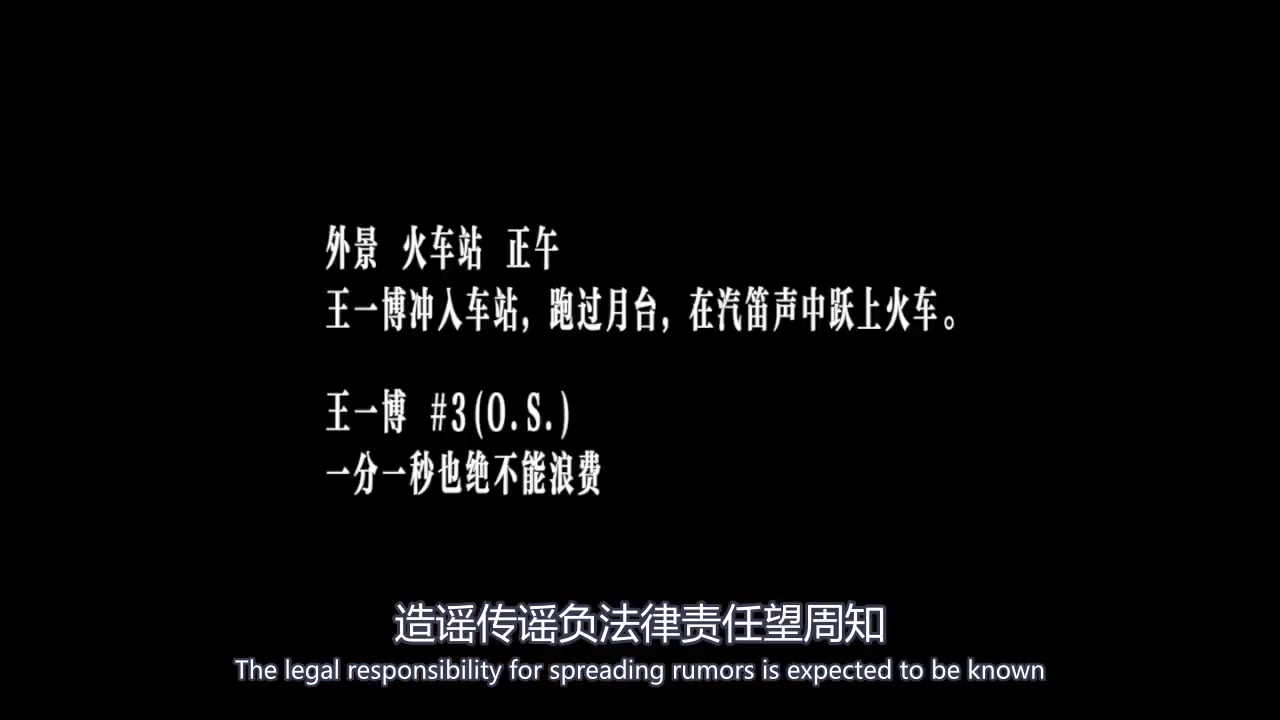 外景 火车站 正午
王一博冲入车站，跑过月台，在汽笛声中跃上火车。
王一博 #3(O.S.)
一分一秒也绝不能浪费
造谣传谣负法律责任望周知
The legal responsibility for spreading rumors is expected to be known